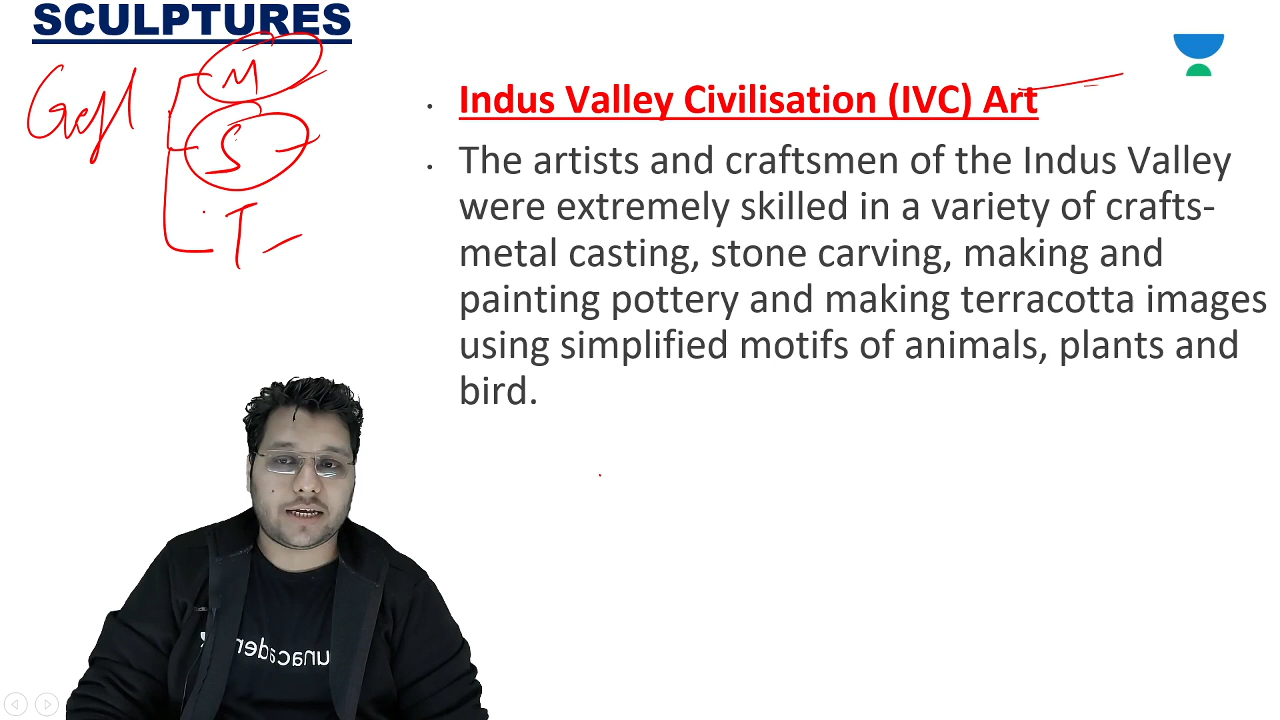 SCULPTURES
M
S
T
Indus Valley Civilisation (IVC) Art
The artists and craftsmen of the Indus Valley
were extremely skilled in a variety of crafts-
metal casting, stone carving, making and
painting pottery and making terracotta images
using simplified motifs of animals, plants and
bird.
unacadem